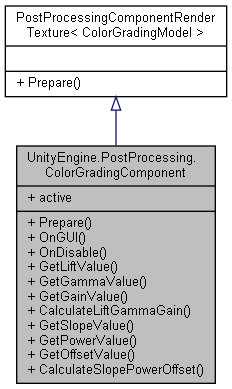 PostProcessingComponentRender
Texture< ColorGradingModel >
+ Prepare()
UnityEngine.PostProcessing.
ColorGradingComponent
+ active
+ Prepare()
+ OnGUI()
+ OnDisable()
+ GetLiftValue()
+ GetGammaValue()
+ GetGainValue()
+ CalculateLiftGammaGain()
+ GetSlopeValue()
+ GetPowerValue()
+ GetOffsetValue()
+ CalculateSlopePowerOffset()